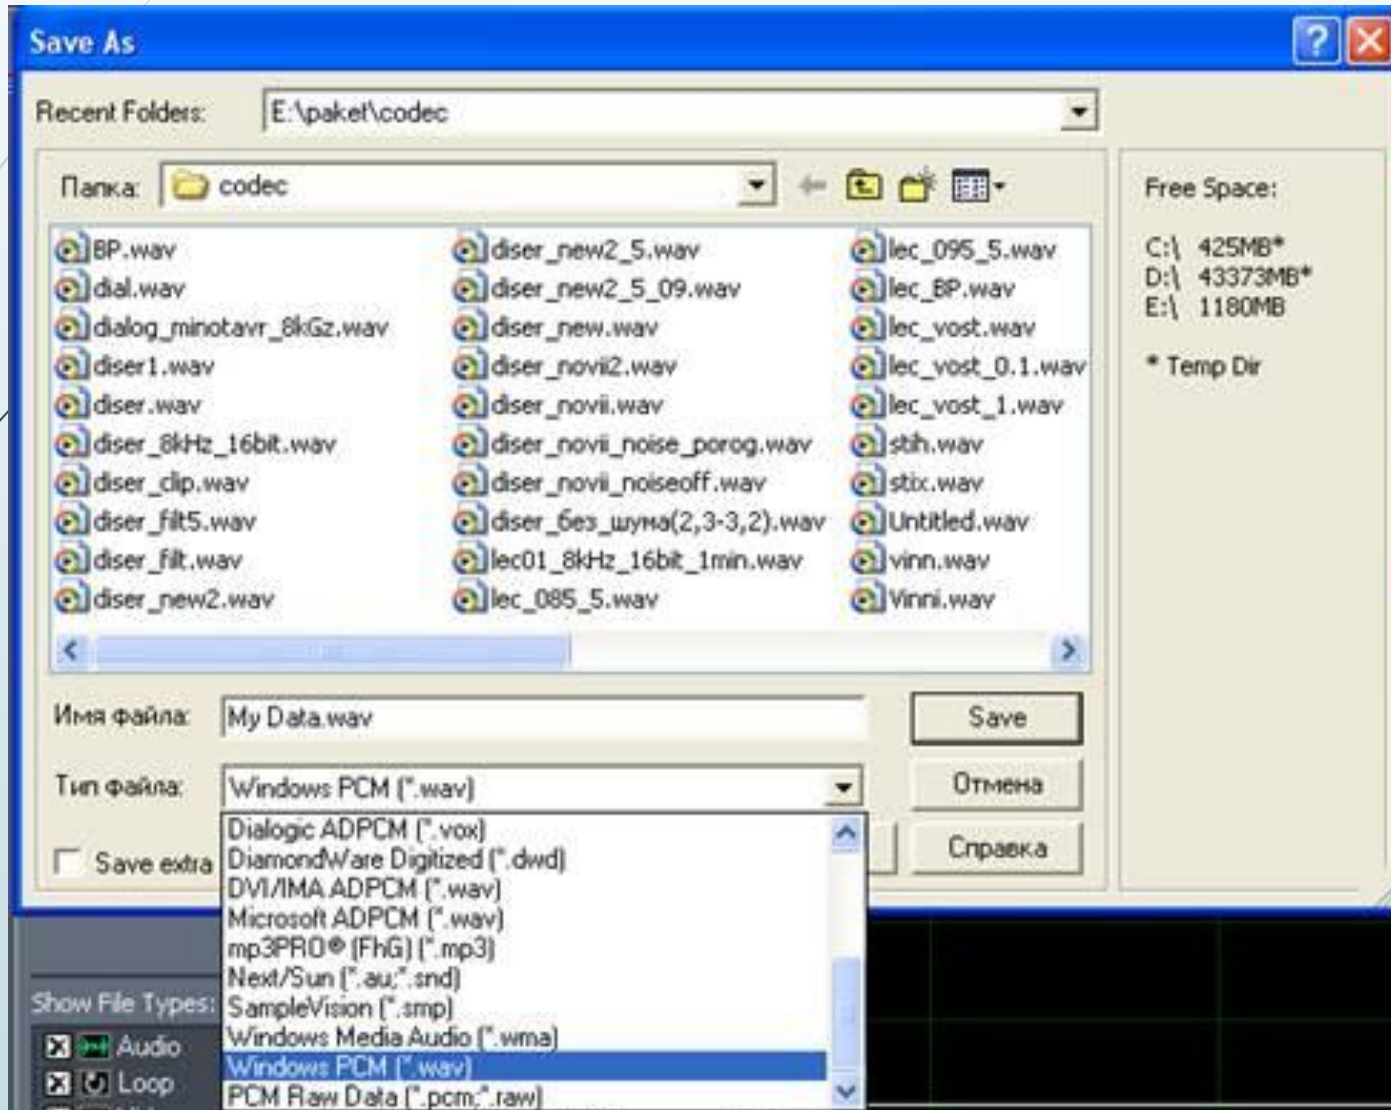 Save As
Recent Folders: E:\paket\codec
Папка: codec
Free Space:
C:\ 425MB*
D:\ 43373MB*
E:\ 1180MB
* Temp Dir
BP.wav
dial.wav
dialog_minotavr_8kGz.wav
diser1.wav
diser.wav
diser_8kHz_16bit.wav
diser_clip.wav
diser_filt5.wav
diser_filt.wav
diser_new2.wav
diser_new2_5.wav
diser_new2_5_09.wav
diser_new.wav
diser_novii2.wav
diser_novii.wav
diser_novii_noise_porog.wav
diser_novii_noiseoff.wav
diser_без_шума(2,3-3,2).wav
lec01_8kHz_16bit_1min.wav
lec_085_5.wav
lec_095_5.wav
lec_BP.wav
lec_vost.wav
lec_vost_0.1.wav
lec_vost_1.wav
stih.wav
stix.wav
Untitled.wav
vinn.wav
Vinni.wav
Имя файла: My Data.wav
Save
Тип файла: Windows PCM (*.wav)
Отмена
Справка
Save extra
Dialogic ADPCM (*.vox)
DiamondWare Digitized (*.dwd)
DVI/IMA ADPCM (*.wav)
Microsoft ADPCM (*.wav)
mp3PRO® (FhG) (*.mp3)
Next/Sun (*.au;*.snd)
SampleVision (*.smp)
Windows Media Audio (*.wma)
Windows PCM (*.wav)
PCM Raw Data (*.pcm;*.raw)
Show File Types:
Audio
Loop